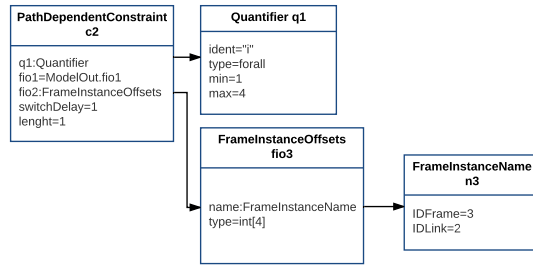 PathDependentConstraint
c2
q1:Quantifier
fio1=ModelOut.fio1
fio2:FrameInstanceOffsets
switchDelay=1
lenght=1
Quantifier q1
ident="i"
type=forall
min=1
max=4
FrameInstanceOffsets
fio3
name:FrameInstanceName
type=int[4]
FrameInstanceName
n3
IDFrame=3
IDLink=2